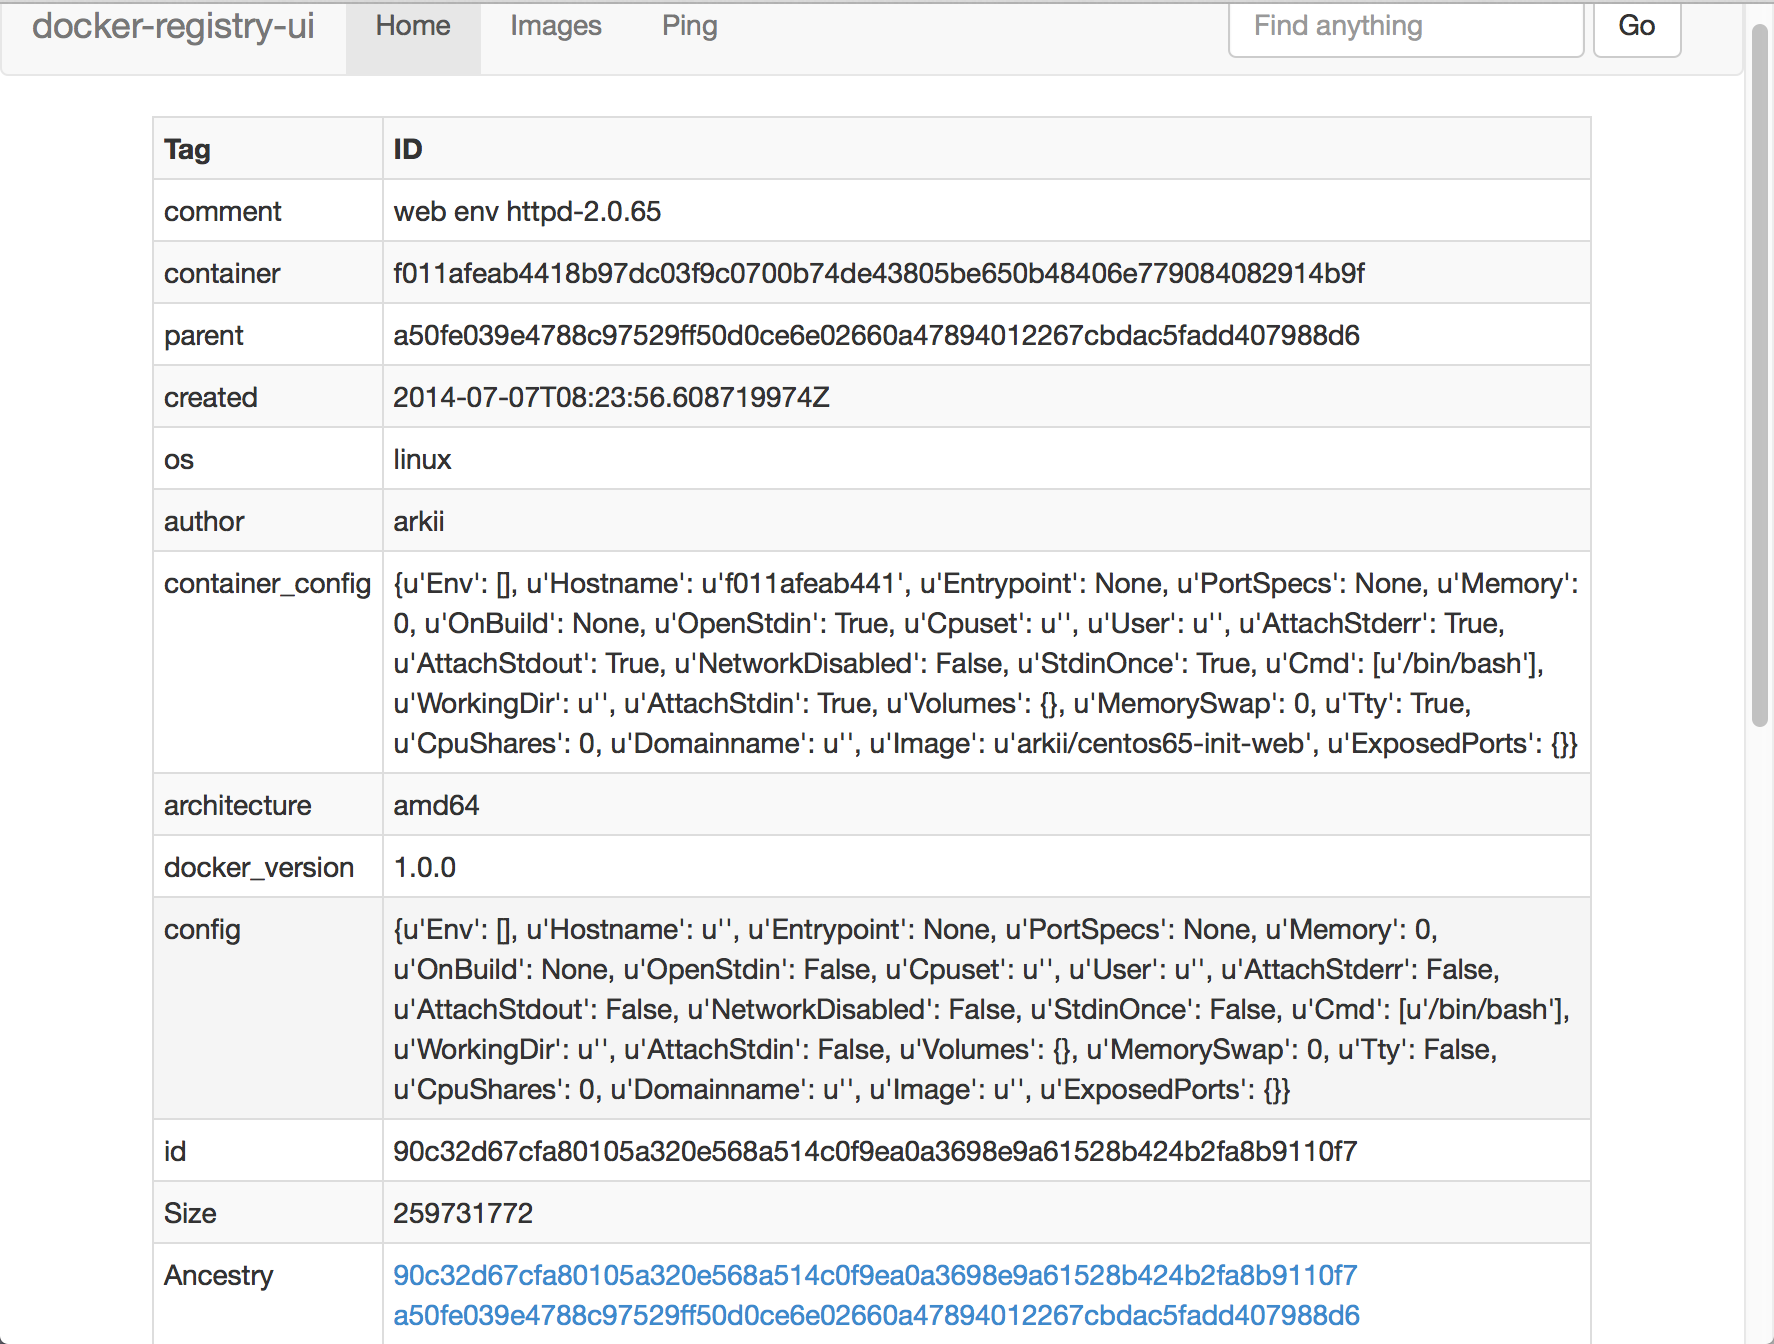 docker-registry-ui Home Images Ping Find anything Go
Tag ID
comment web env httpd-2.0.65
container f011afeab4418b97dc03f9c0700b74de43805be650b48406e779084082914b9f
parent a50fe039e4788c97529ff50d0ce6e02660a47894012267cbdac5fadd407988d6
created 2014-07-07T08:23:56.608719974Z
os linux
author arkii
container_config {u'Env': [], u'Hostname': u'f011afeab441', u'Entrypoint': None, u'PortSpecs': None, u'Memory':
0, u'OnBuild': None, u'OpenStdin': True, u'Cpuset': u'', u'User': u'', u'AttachStderr': True,
u'AttachStdout': True, u'NetworkDisabled': False, u'StdinOnce': True, u'Cmd': [u'/bin/bash'],
u'WorkingDir': u'', u'AttachStdin': True, u'Volumes': {}, u'MemorySwap': 0, u'Tty': True,
u'CpuShares': 0, u'Domainname': u'', u'Image': u'arkii/centos65-init-web', u'ExposedPorts': {}}
architecture amd64
docker_version 1.0.0
config {u'Env': [], u'Hostname': u'', u'Entrypoint': None, u'PortSpecs': None, u'Memory': 0,
u'OnBuild': None, u'OpenStdin': False, u'Cpuset': u'', u'User': u'', u'AttachStderr': False,
u'AttachStdout': False, u'NetworkDisabled': False, u'StdinOnce': False, u'Cmd': [u'/bin/bash'],
u'WorkingDir': u'', u'AttachStdin': False, u'Volumes': {}, u'MemorySwap': 0, u'Tty': False,
u'CpuShares': 0, u'Domainname': u'', u'Image': u'', u'ExposedPorts': {}}
id 90c32d67cfa80105a320e568a514c0f9ea0a3698e9a61528b424b2fa8b9110f7
Size 259731772
Ancestry 90c32d67cfa80105a320e568a514c0f9ea0a3698e9a61528b424b2fa8b9110f7
a50fe039e4788c97529ff50d0ce6e02660a47894012267cbdac5fadd407988d6